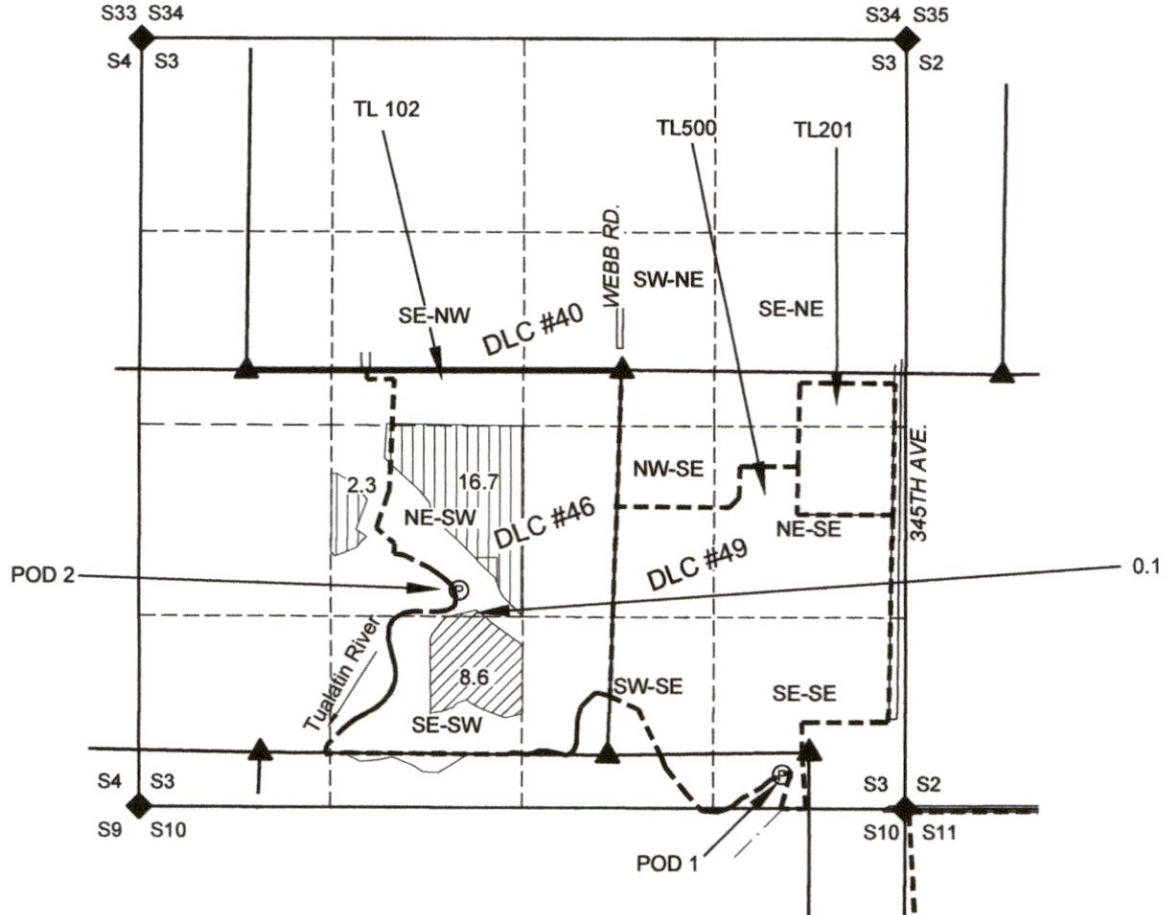 S33 S34
S34 S35
S4 S3
S3 S2
TL 102
TL500
TL201
WEBB RD.
SW-NE
SE-NE
SE-NW
DLC #40
345TH AVE.
NW-SE
2.3
16.7
NE-SW
DLC #46
NE-SE
DLC #49
POD 2
P
0.1
Tualatin River
8.6
SW-SE
SE-SE
SE-SW
P
S4 S3
S3 S2
S9 S10
S10 S11
POD 1